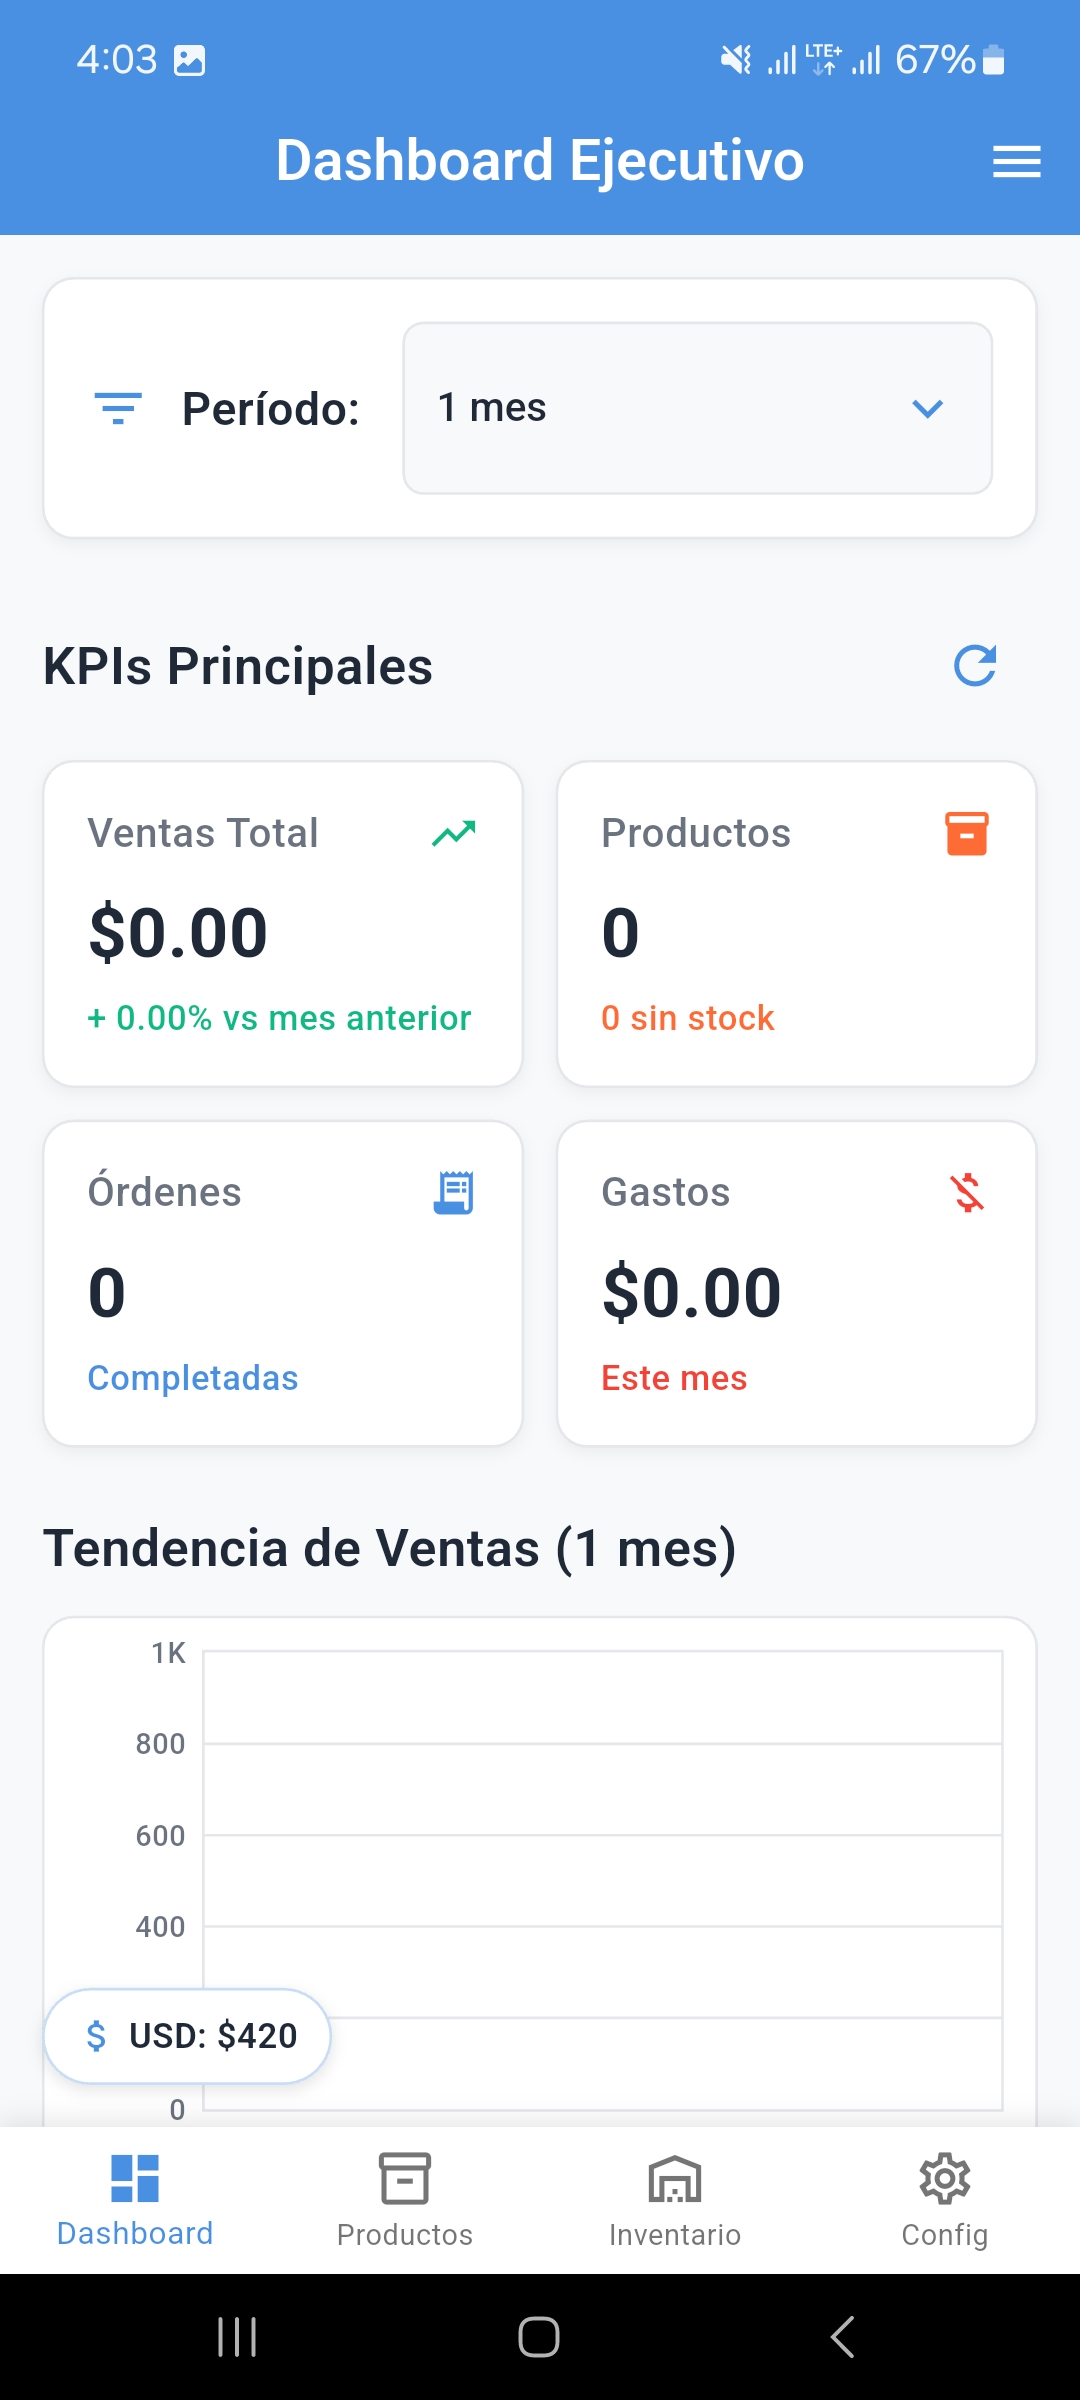 4:03
LTE+
67%
Dashboard Ejecutivo
Período:
1 mes
KPIs Principales
Ventas Total
$0.00
+ 0.00% vs mes anterior
Productos
0
0 sin stock
Órdenes
0
Completadas
Gastos
$0.00
Este mes
Tendencia de Ventas (1 mes)
1K
800
600
400
0
$ USD: $420
Dashboard
Productos
Inventario
Config